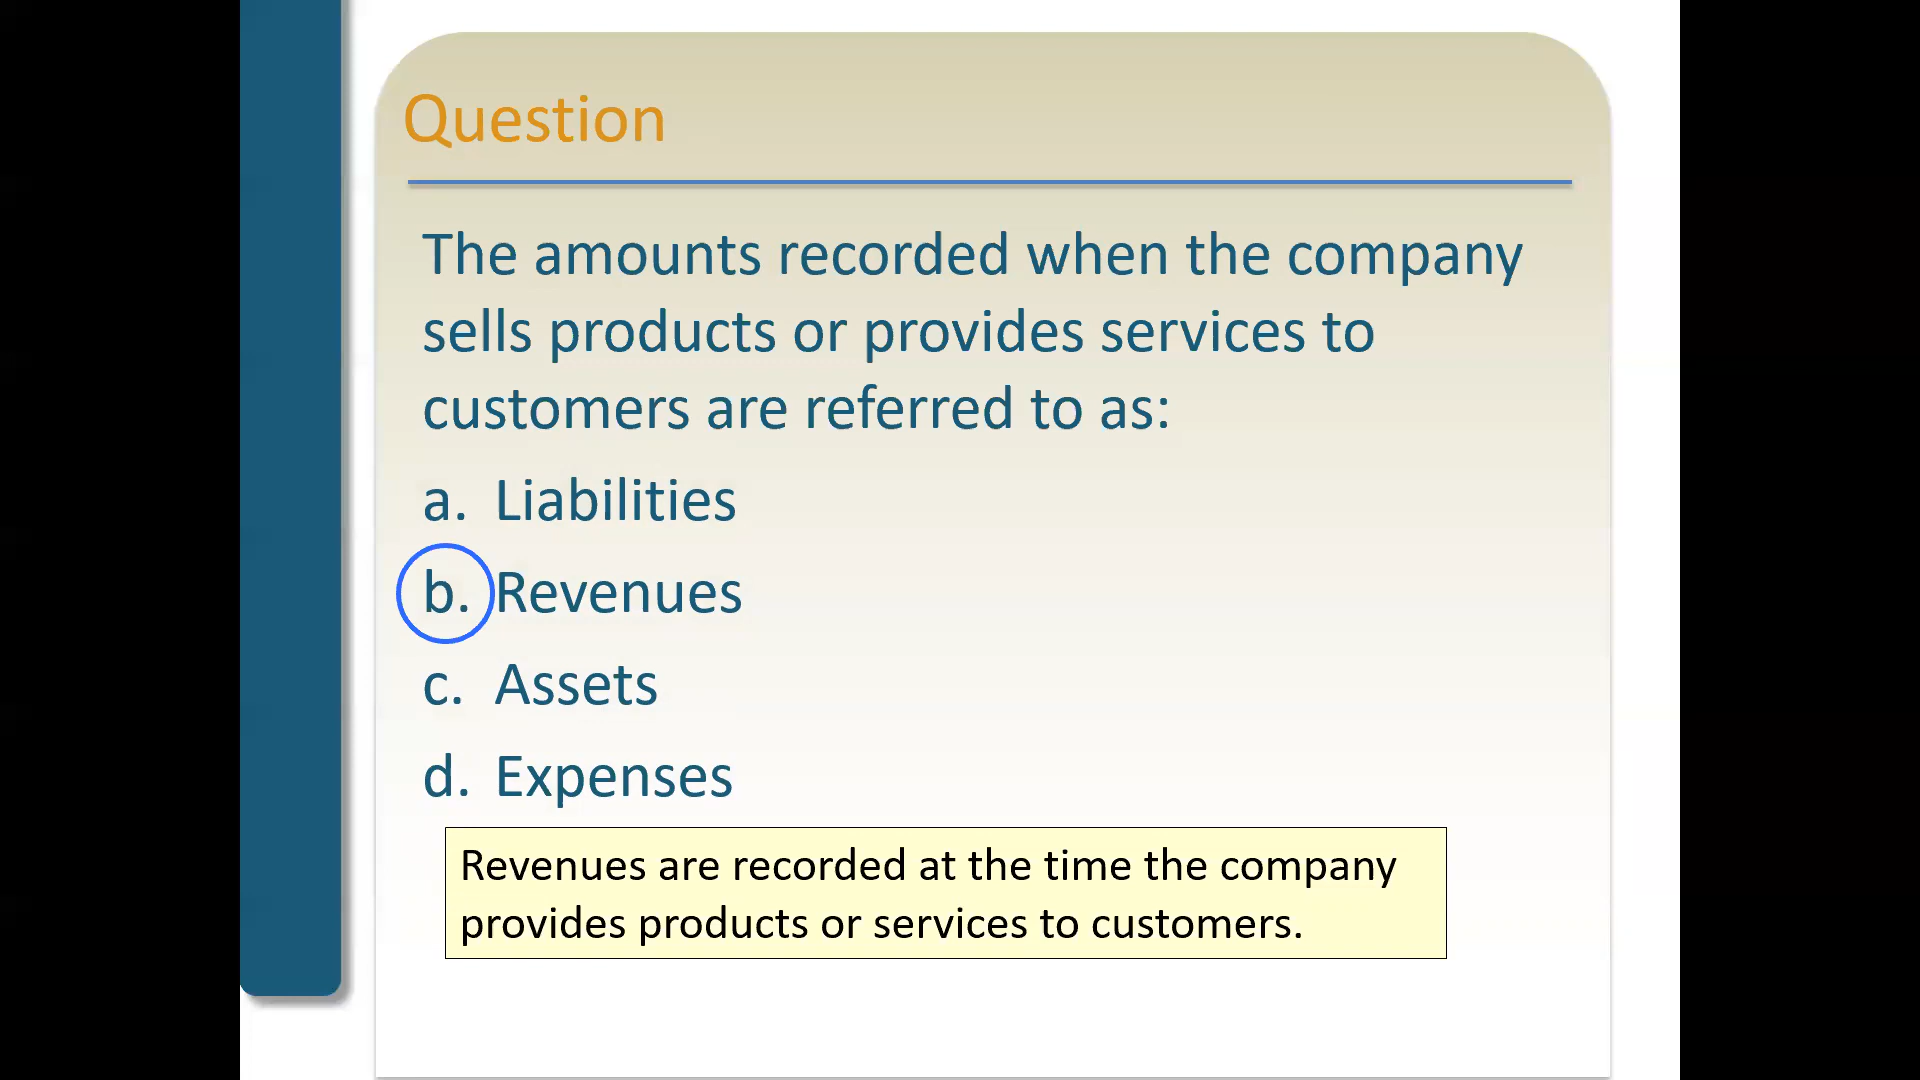 Question
The amounts recorded when the company
sells products or provides services to
customers are referred to as:
a. Liabilities
b. Revenues
c. Assets
d. Expenses
Revenues are recorded at the time the company
provides products or services to customers.